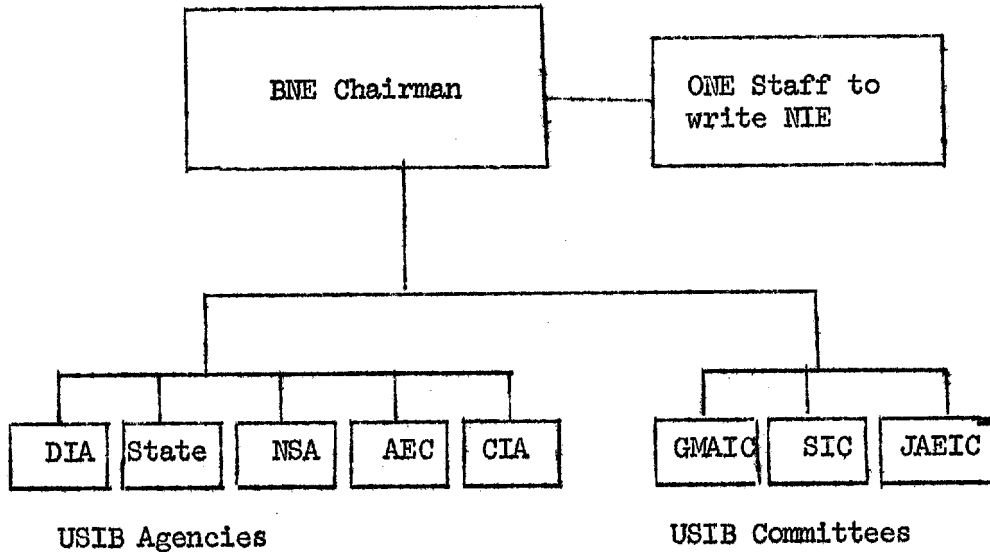 BNE Chairman
ONE Staff to
write NIE
DIA
State
NSA
AEC
CIA
GMAIC
SIC
JAEIC
USIB Agencies
USIB Committees